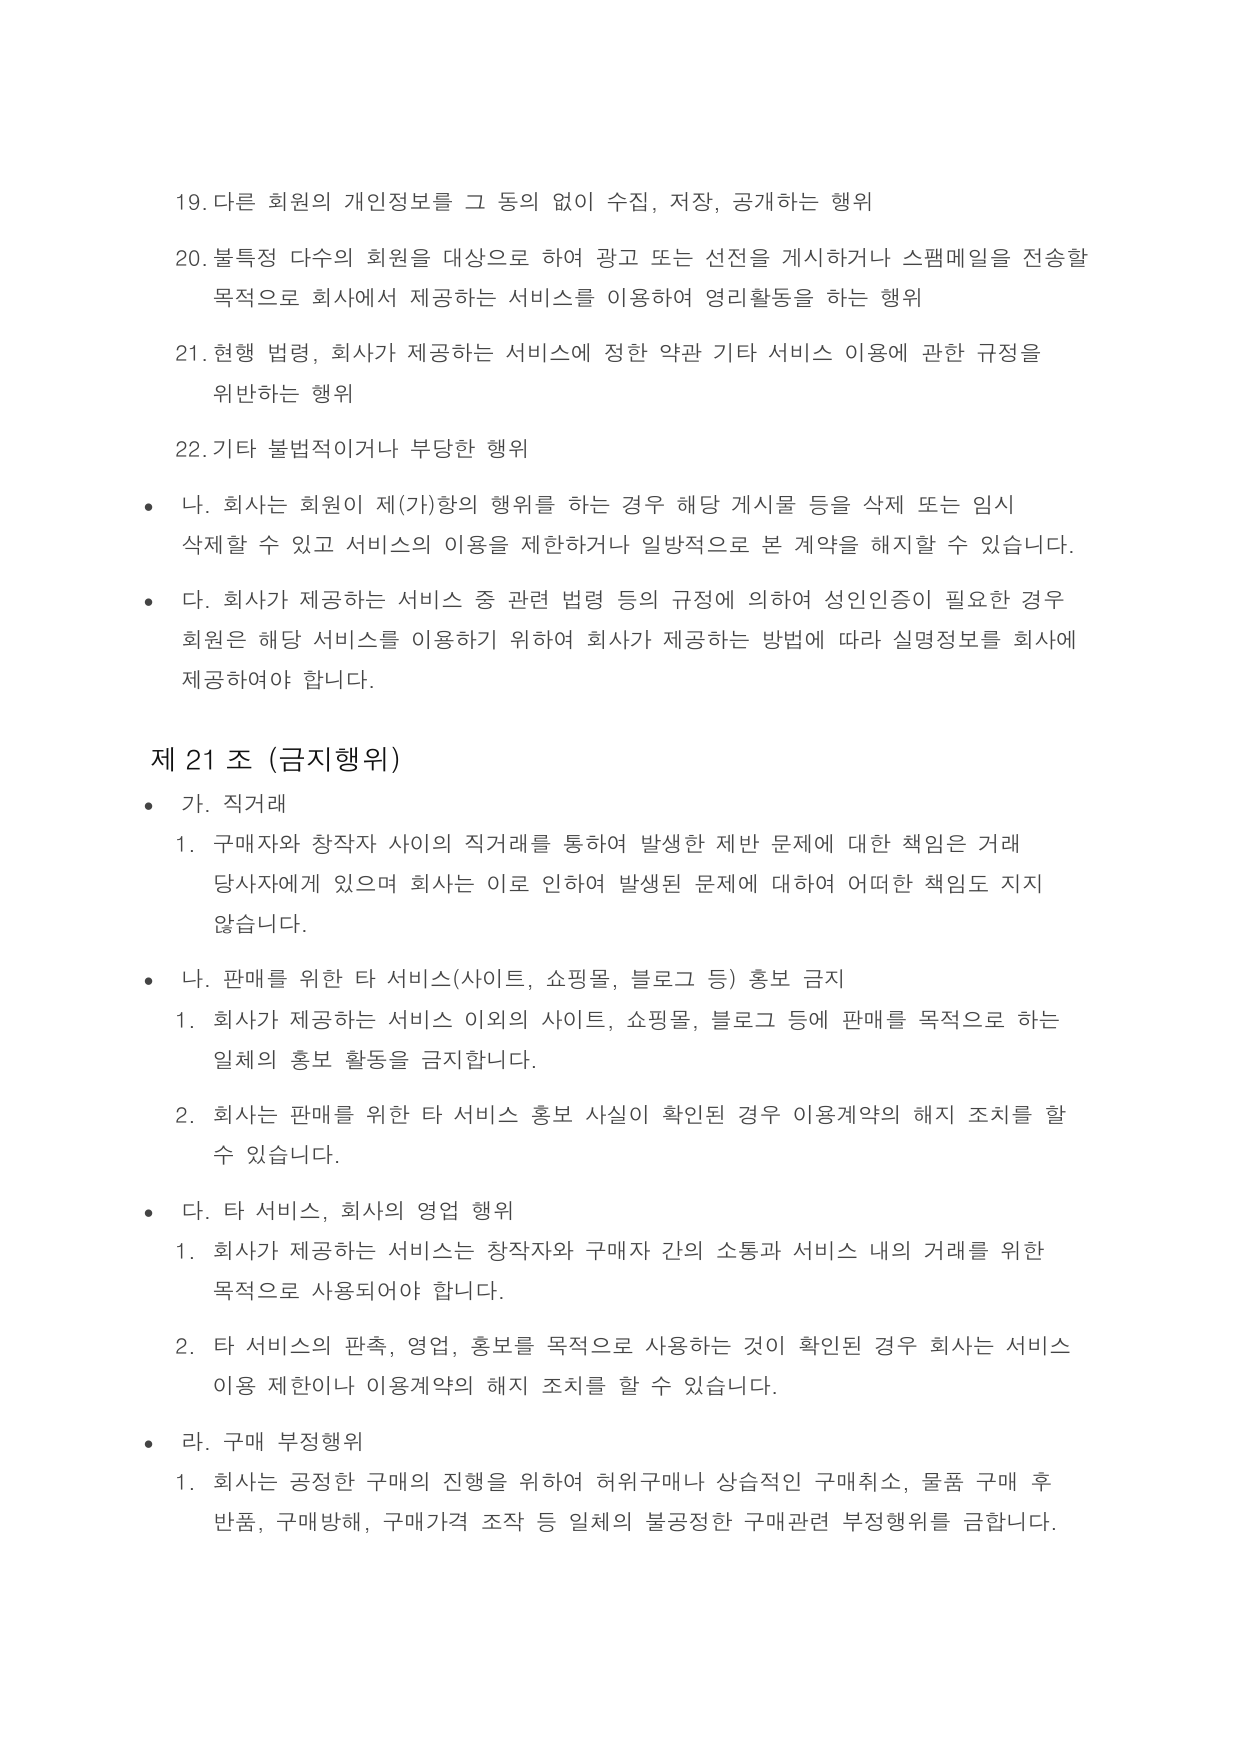 19. 다른 회원의 개인정보를 그 동의 없이 수집, 저장, 공개하는 행위
20. 불특정 다수의 회원을 대상으로 하여 광고 또는 선전을 게시하거나 스팸메일을 전송할
목적으로 회사에서 제공하는 서비스를 이용하여 영리활동을 하는 행위
21. 현행 법령, 회사가 제공하는 서비스에 정한 약관 기타 서비스 이용에 관한 규정을
위반하는 행위
22. 기타 불법적이거나 부당한 행위
• 나. 회사는 회원이 제(가)항의 행위를 하는 경우 해당 게시물 등을 삭제 또는 임시
삭제할 수 있고 서비스의 이용을 제한하거나 일방적으로 본 계약을 해지할 수 있습니다.
• 다. 회사가 제공하는 서비스 중 관련 법령 등의 규정에 의하여 성인인증이 필요한 경우
회원은 해당 서비스를 이용하기 위하여 회사가 제공하는 방법에 따라 실명정보를 회사에
제공하여야 합니다.
제 21 조 (금지행위)
• 가. 직거래
1. 구매자와 창작자 사이의 직거래를 통하여 발생한 제반 문제에 대한 책임은 거래
당사자에게 있으며 회사는 이로 인하여 발생된 문제에 대하여 어떠한 책임도 지지
않습니다.
• 나. 판매를 위한 타 서비스(사이트, 쇼핑몰, 블로그 등) 홍보 금지
1. 회사가 제공하는 서비스 이외의 사이트, 쇼핑몰, 블로그 등에 판매를 목적으로 하는
일체의 홍보 활동을 금지합니다.
2. 회사는 판매를 위한 타 서비스 홍보 사실이 확인된 경우 이용계약의 해지 조치를 할
수 있습니다.
• 다. 타 서비스, 회사의 영업 행위
1. 회사가 제공하는 서비스는 창작자와 구매자 간의 소통과 서비스 내의 거래를 위한
목적으로 사용되어야 합니다.
2. 타 서비스의 판촉, 영업, 홍보를 목적으로 사용하는 것이 확인된 경우 회사는 서비스
이용 제한이나 이용계약의 해지 조치를 할 수 있습니다.
• 라. 구매 부정행위
1. 회사는 공정한 구매의 진행을 위하여 허위구매나 상습적인 구매취소, 물품 구매 후
반품, 구매방해, 구매가격 조작 등 일체의 불공정한 구매관련 부정행위를 금합니다.